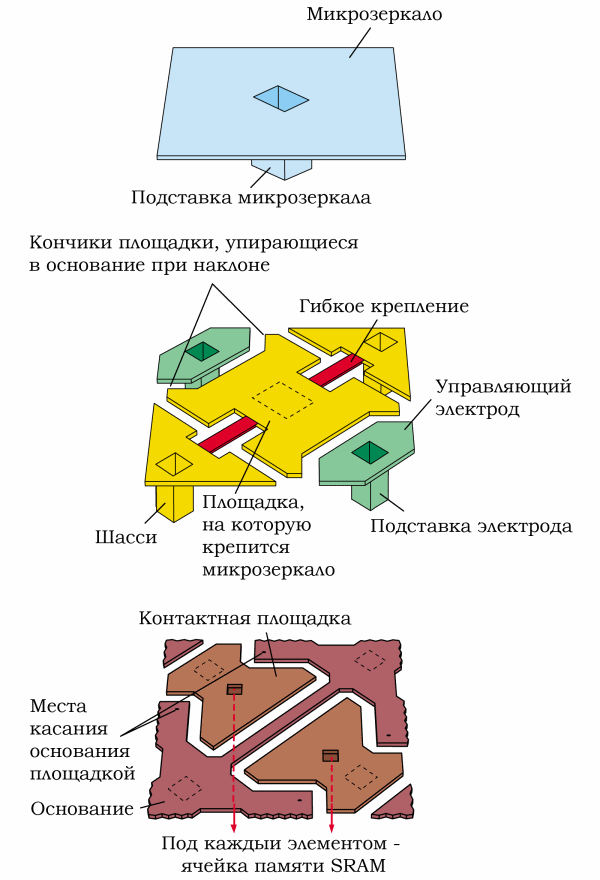 Микрозеркало
Подставка микрозеркала
Кончики площадки, упирающиеся
в основание при наклоне
Гибкое крепление
Управляющий
электрод
Площадка,
на которую
крепится
микрозеркало
Шасси
Подставка электрода
Контактная площадка
Места
касания
основания
площадкой
Основание
Под каждыи элементом -
ячейка памяти SRAM